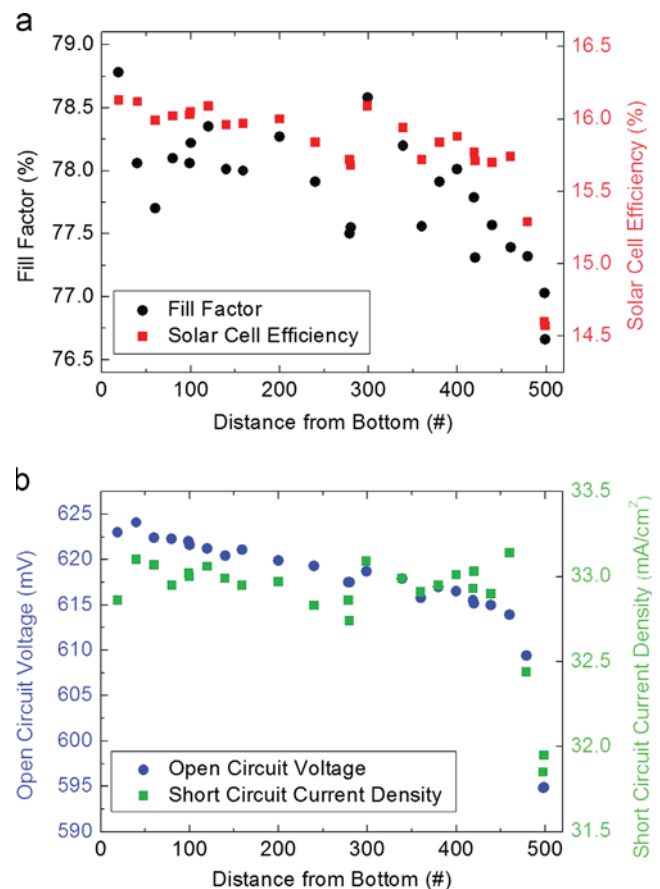 a
79.0
78.5
78.0
77.5
77.0
76.5
Fill Factor (%)
Fill Factor
Solar Cell Efficiency
16.5
16.0
15.5
15.0
14.5
Solar Cell Efficiency (%)
0 100 200 300 400 500
Distance from Bottom (#)
b
625
620
615
610
605
600
595
590
Open Circuit Voltage (mV)
Open Circuit Voltage
Short Circuit Current Density
33.5
33.0
32.5
32.0
31.5
Short Circuit Current Density (mA/cm²)
0 100 200 300 400 500
Distance from Bottom (#)